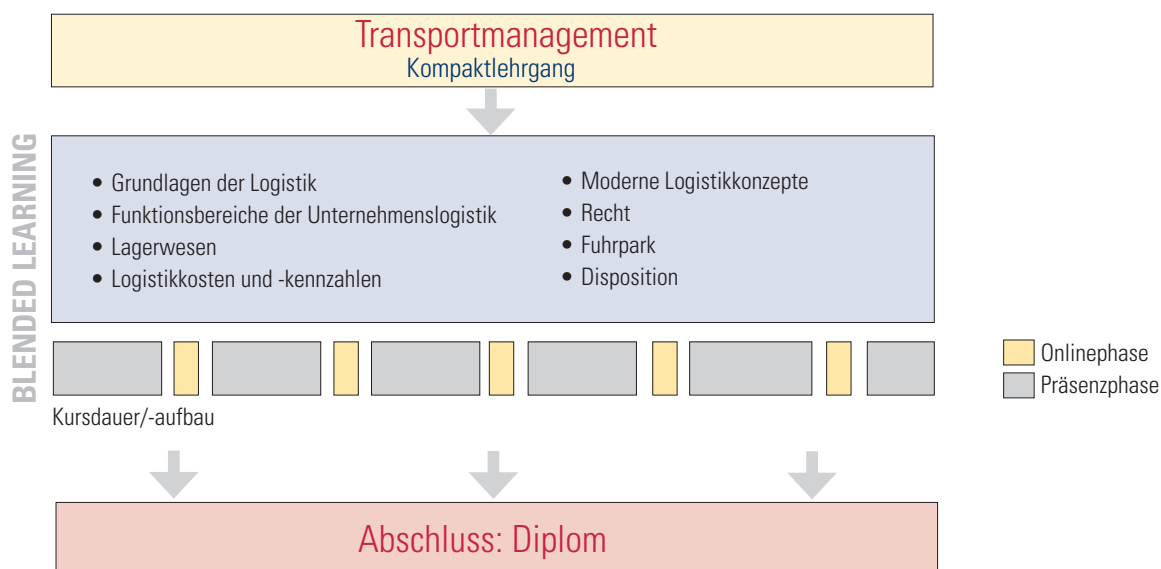 Transportmanagement
Kompaktlehrgang
BLENDED LEARNING
• Grundlagen der Logistik
• Funktionsbereiche der Unternehmenslogistik
• Lagerwesen
• Logistikkosten und -kennzahlen
• Moderne Logistikkonzepte
• Recht
• Fuhrpark
• Disposition
Onlinephase
Präsenzphase
Kursdauer/-aufbau
Abschluss: Diplom